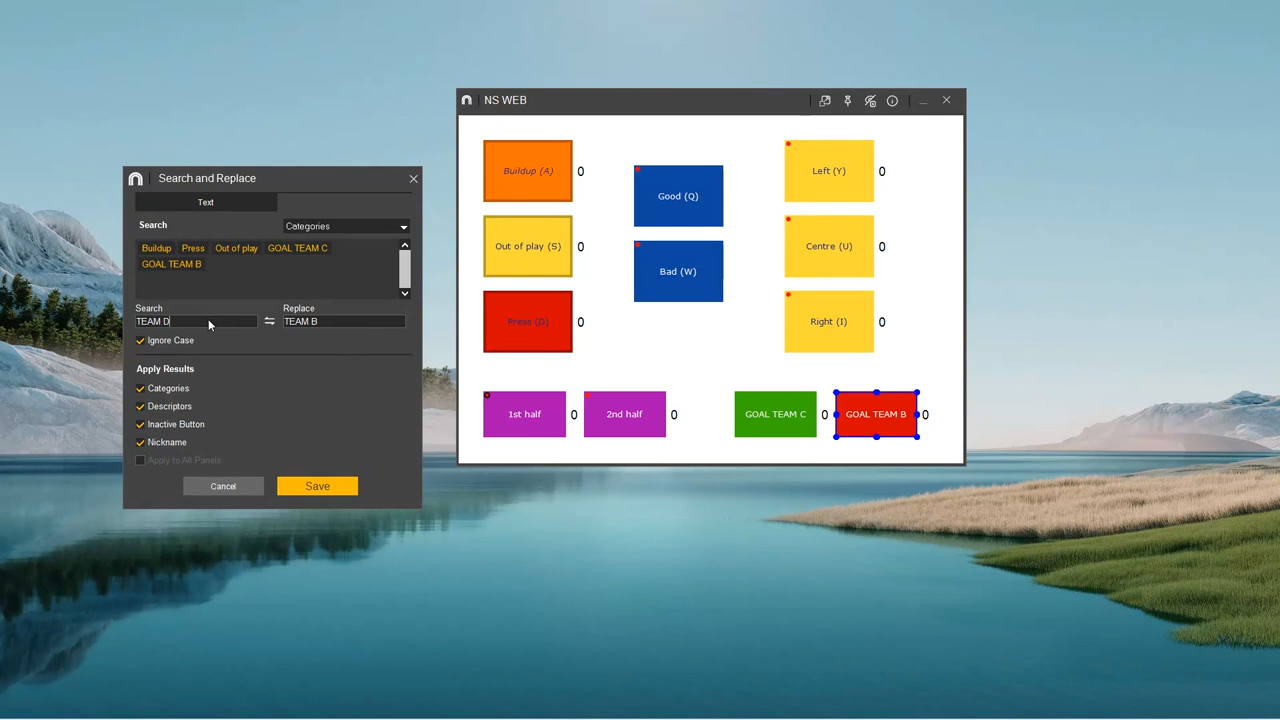 Search and Replace
Text
Search
Categories
Buildup Press Out of play GOAL TEAM C
GOAL TEAM B
Search Replace
TEAM D TEAM B
Ignore Case
Apply Results
Categories
Descriptors
Inactive Button
Nickname
Apply to All Panels
Cancel Save
NS WEB
Buildup (A) 0
Good (Q)
Left (Y) 0
Out of play (S) 0
Bad (W)
Centre (U) 0
Press (D) 0
Right (I) 0
1st half 0 2nd half 0 GOAL TEAM C 0 GOAL TEAM B 0